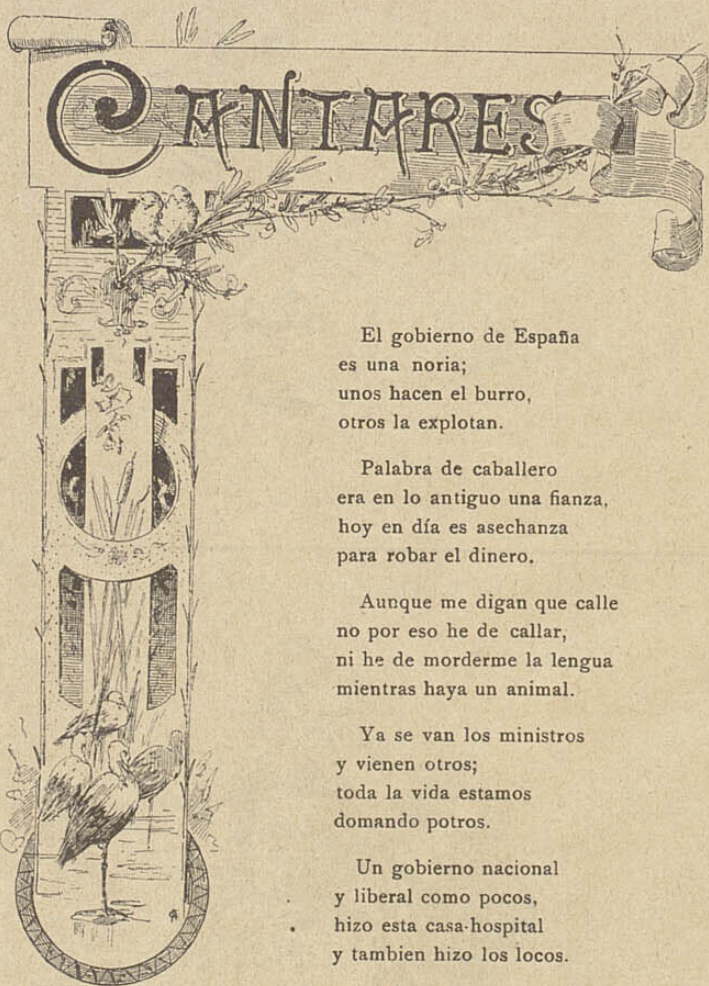 CANTARES
El gobierno de España
es una noria;
unos hacen el burro,
otros la explotan.
Palabra de caballero
era en lo antiguo una fianza,
hoy en día es asechanza
para robar el dinero.
Aunque me digan que calle
no por eso he de callar,
ni he de morderme la lengua
mientras haya un animal.
Ya se van los ministros
y vienen otros;
toda la vida estamos
domando potros.
Un gobierno nacional
y liberal como pocos,
hizo esta casa-hospital
y tambien hizo los locos.